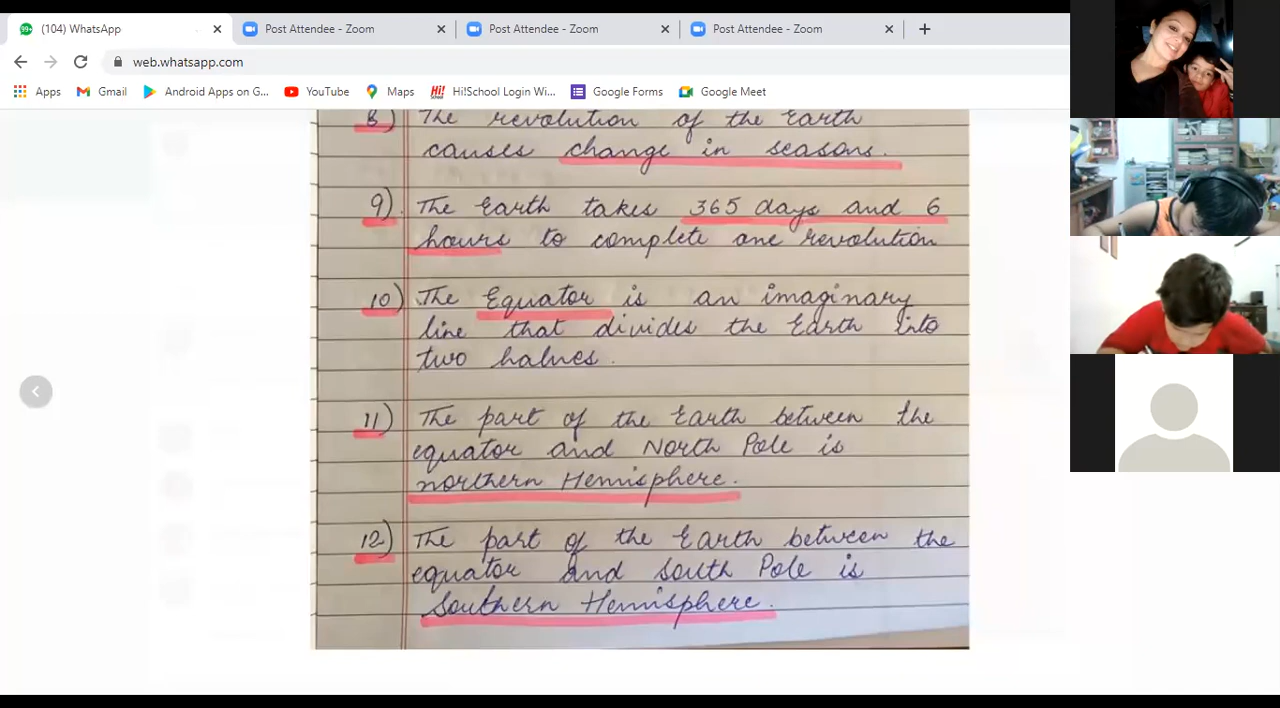 99+ (104) WhatsApp
Post Attendee - Zoom
Post Attendee - Zoom
Post Attendee - Zoom
web.whatsapp.com
Apps
Gmail
Android Apps on G...
YouTube
Maps
Hi! Hi!School Login Wi...
Google Forms
Google Meet
8) The revolution of the Earth
causes change in seasons.
9). The Earth takes 365 days and 6
hours to complete one revolution
10) The Equator is an imaginary
line that divides the Earth into
two halves.
11) The part of the Earth between the
equator and North Pole is
northern Hemisphere.
12) The part of the Earth between the
equator and south Pole is
Southern Hemisphere.